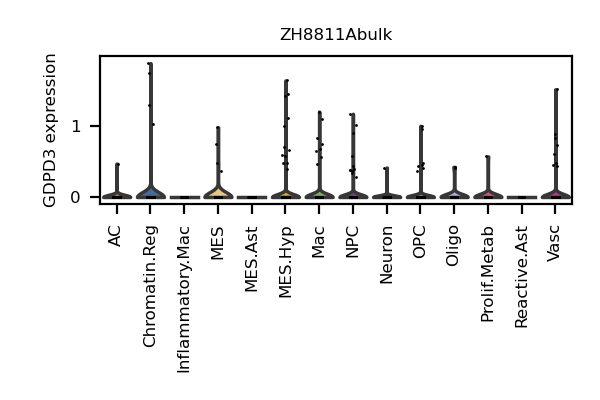 ZH8811Abulk
GDPD3 expression
1
0
AC
Chromatin.Reg
Inflammatory.Mac
MES
MES.Ast
MES.Hyp
Mac
NPC
Neuron
OPC
Oligo
Prolif.Metab
Reactive.Ast
Vasc